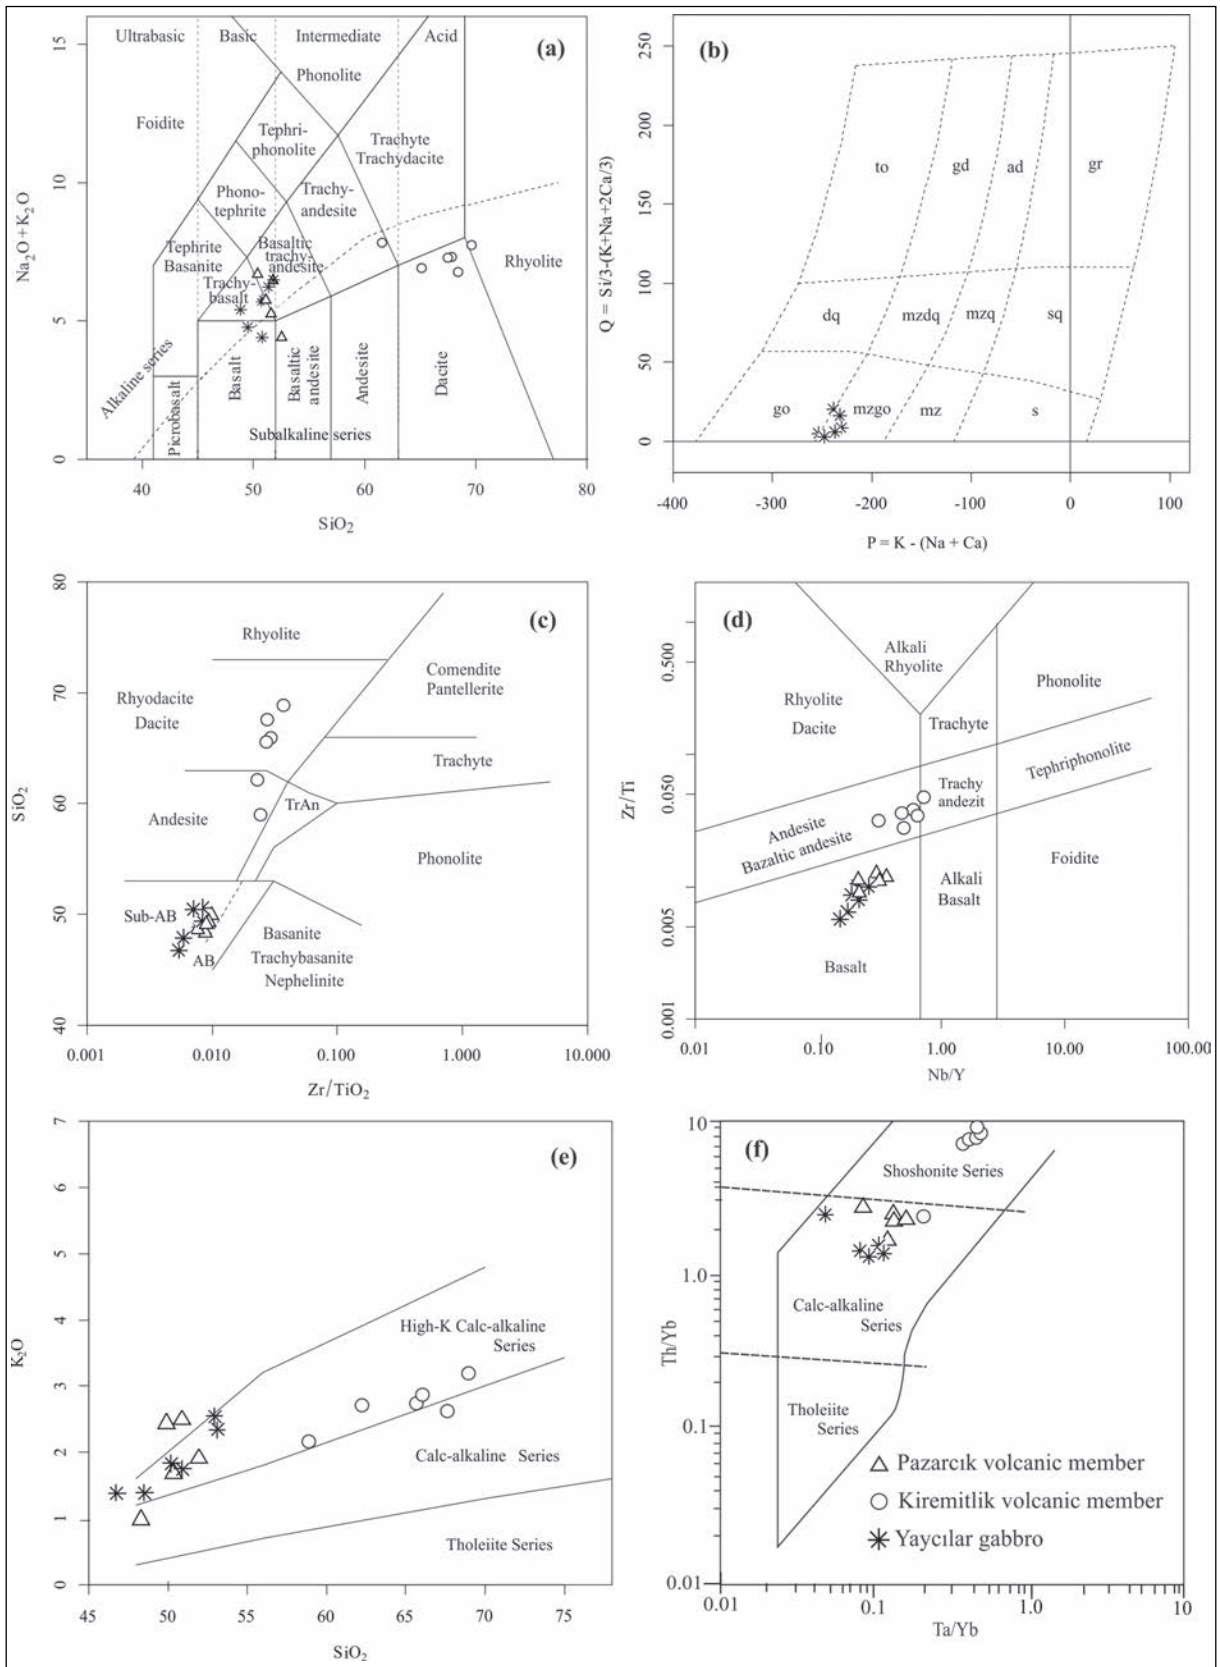 (a)
Ultrabasic Basic Intermediate Acid
Phonolite
Foidite
Tephri-
phonolite
Trachyte
Trachydacite
Phono-
tephrite
Trachy-
andesite
Tephrite
Basanite
Basaltic
trachy-
andesite
Trachy-
basalt
Rhyolite
Alkaline series
Picrobasalt
Basalt
Basaltic
andesite
Andesite
Dacite
Subalkaline series
Na2O+K2O
0 5 10 15
40 50 60 70 80
SiO2
(b)
to gd ad gr
dq mzdq mzq sq
go mzgo mz s
Q = Si/3-(K+Na+2Ca/3)
0 50 100 150 200 250
-400 -300 -200 -100 0 100
P = K - (Na + Ca)
(c)
Rhyolite
Comendite
Pantellerite
Rhyodacite
Dacite
Trachyte
TrAn
Andesite
Phonolite
Sub-AB
AB
Basanite
Trachybasanite
Nephelinite
SiO2
40 50 60 70 80
0.001 0.010 0.100 1.000 10.000
Zr/TiO2
(d)
Alkali
Rhyolite
Rhyolite
Dacite
Phonolite
Trachyte
Tephriphonolite
Trachy
andezit
Andesite
Bazaltic andesite
Foidite
Alkali
Basalt
Basalt
Zr/Ti
0.001 0.005 0.050 0.500
0.01 0.10 1.00 10.00 100.00
Nb/Y
(e)
High-K Calc-alkaline
Series
Calc-alkaline Series
Tholeiite Series
K2O
0 1 2 3 4 5 6 7
45 50 55 60 65 70 75
SiO2
(f)
Shoshonite Series
Calc-alkaline
Series
Tholeiite
Series
Pazarcık volcanic member
Kiremitlik volcanic member
Yaycılar gabbro
Th/Yb
10
1.0
0.1
0.01
0.01 0.1 1.0 10
Ta/Yb